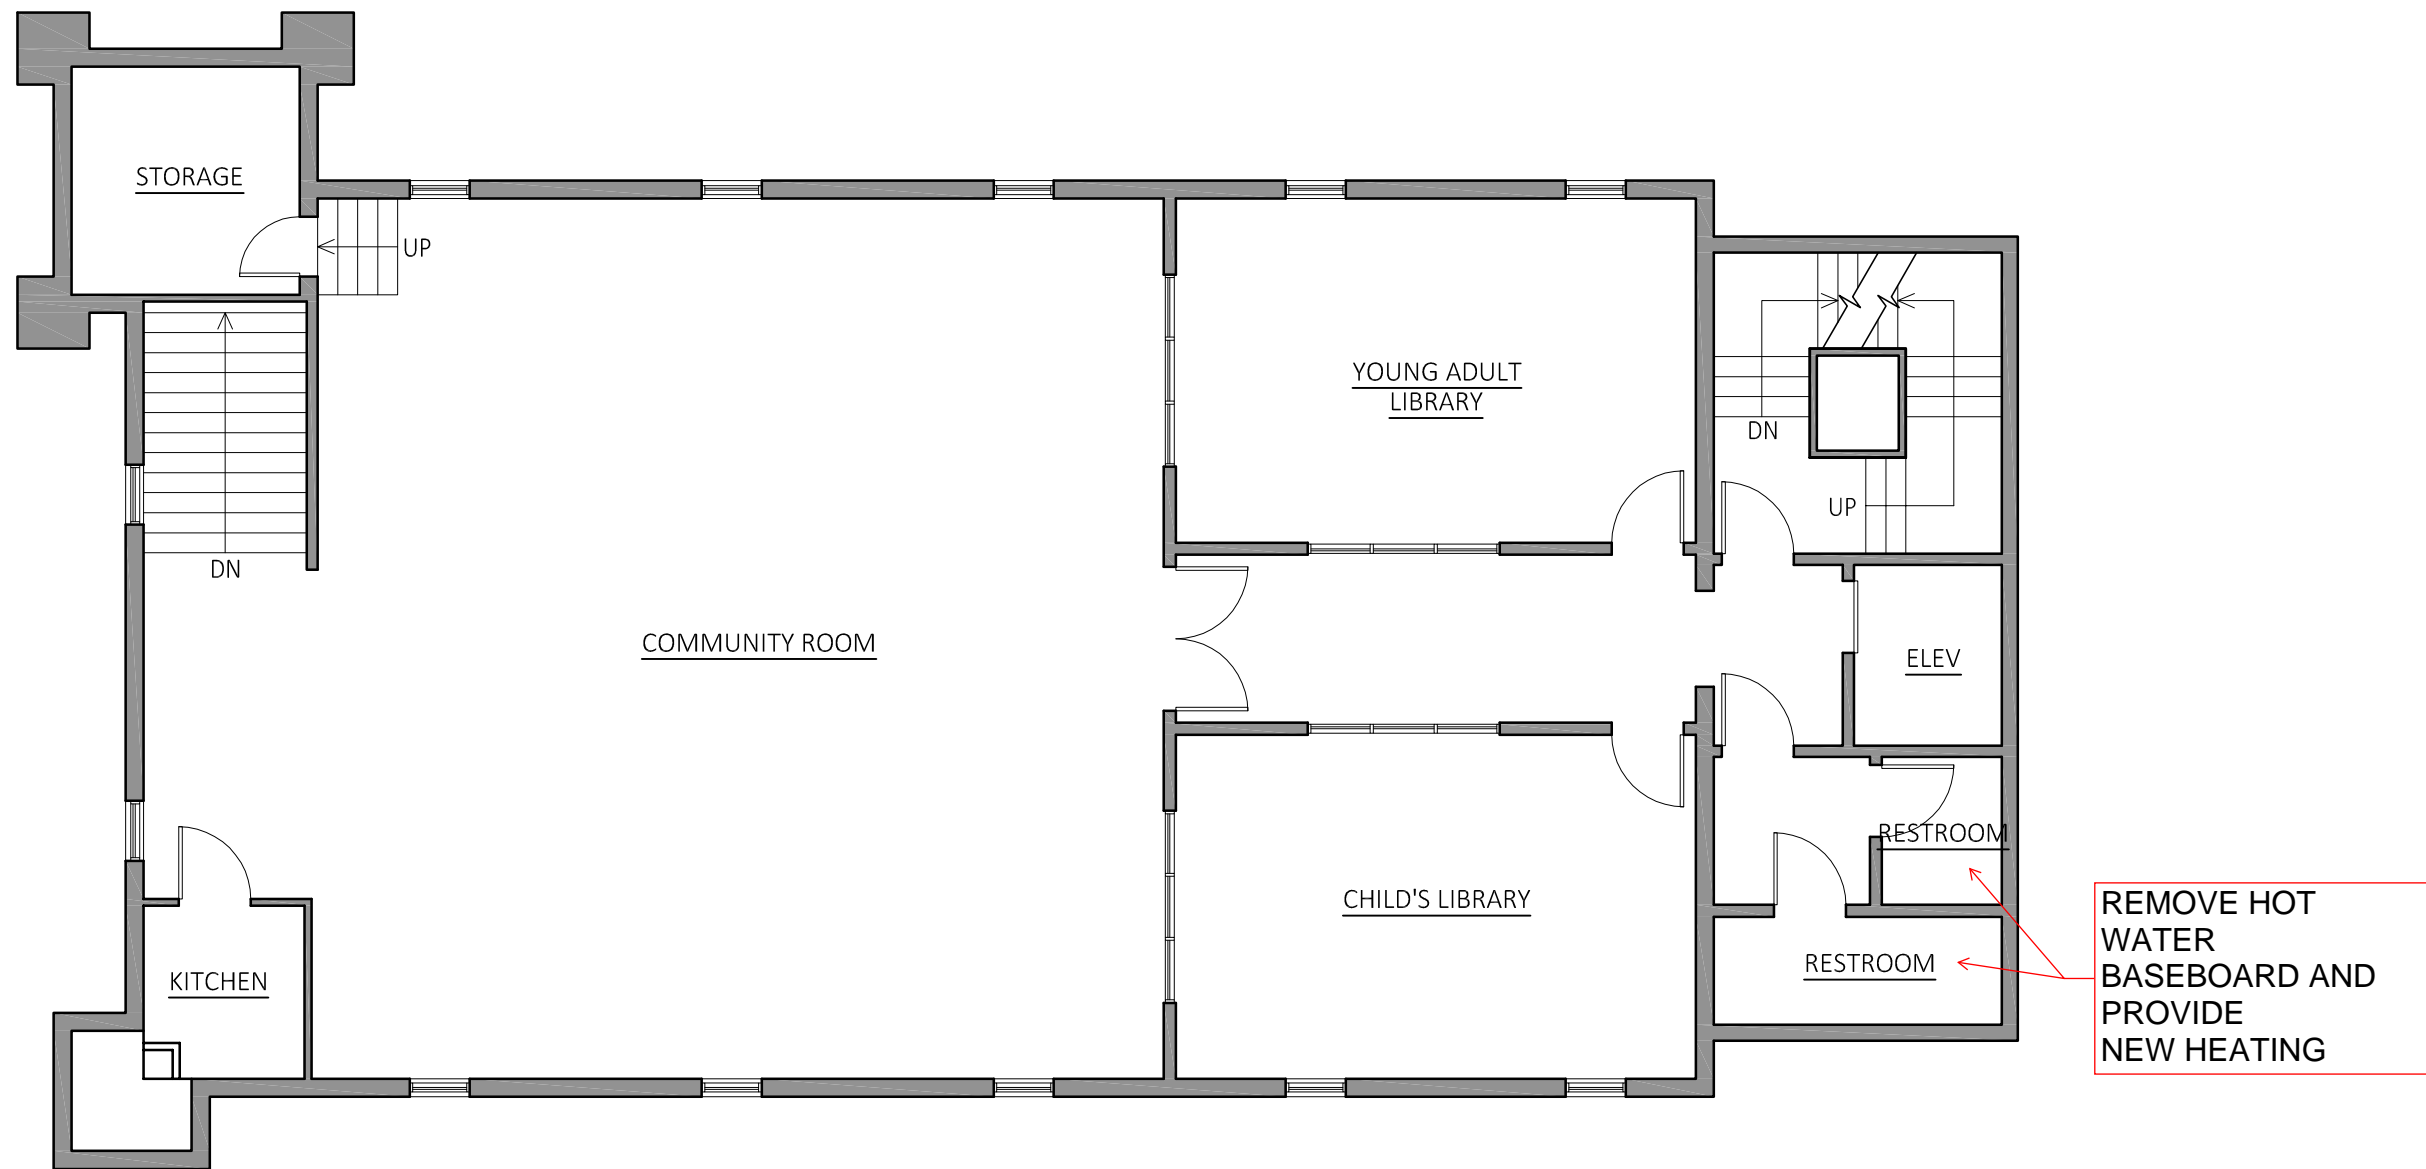 STORAGE
UP
YOUNG ADULT
LIBRARY
DN
UP
DN
COMMUNITY ROOM
ELEV
RESTROOM
CHILD'S LIBRARY
RESTROOM
KITCHEN
REMOVE HOT
WATER
BASEBOARD AND
PROVIDE
NEW HEATING